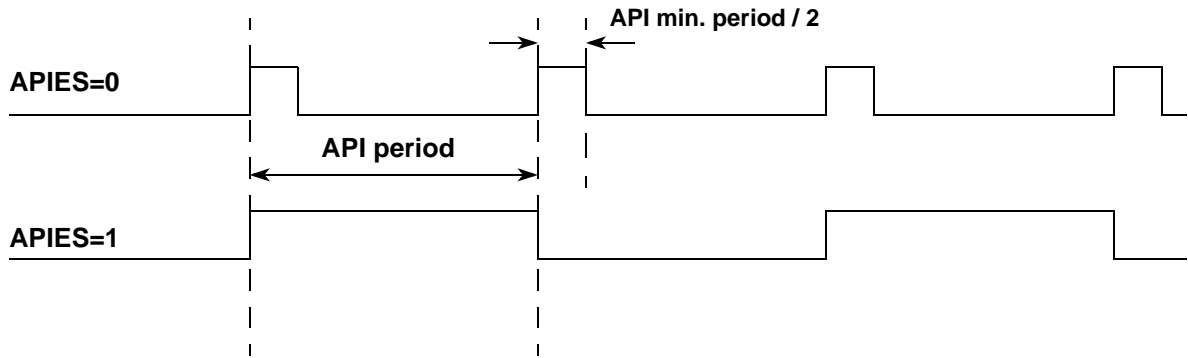 API min. period / 2
APIES=0
API period
APIES=1